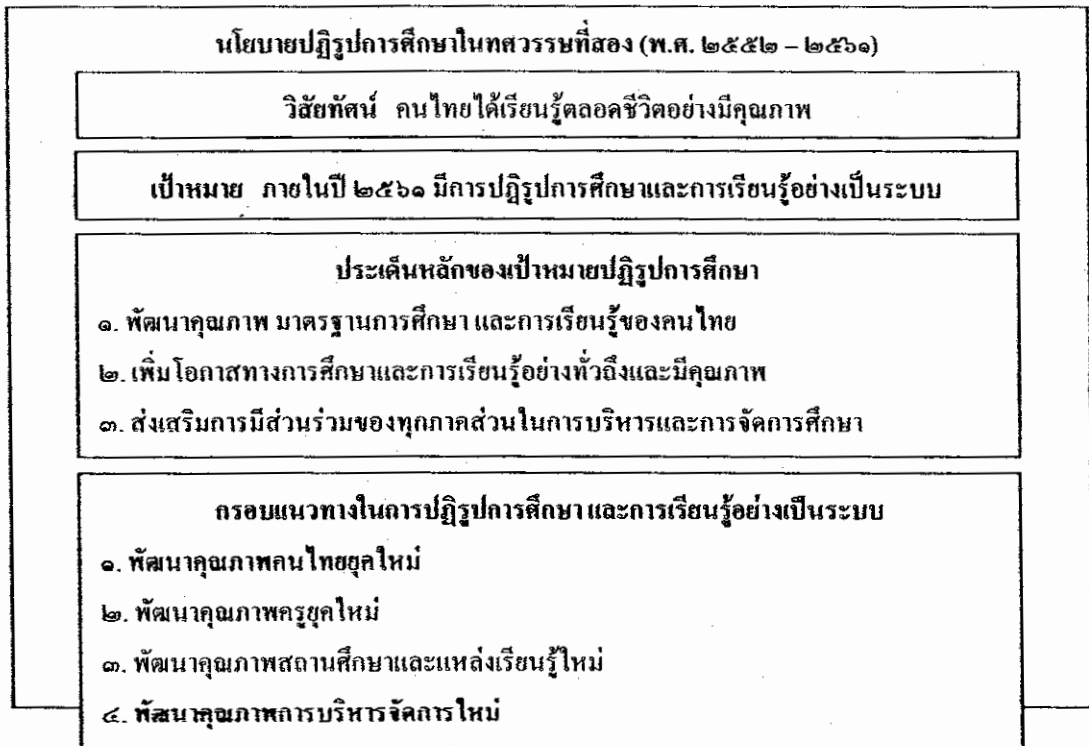 นโยบายปฏิรูปการศึกษาในทศวรรษที่สอง (พ.ศ. ๒๕๕๒ – ๒๕๖๑)
วิสัยทัศน์ คนไทยได้เรียนรู้ตลอดชีวิตอย่างมีคุณภาพ
เป้าหมาย ภายในปี ๒๕๖๑ มีการปฏิรูปการศึกษาและการเรียนรู้อย่างเป็นระบบ
ประเด็นหลักของเป้าหมายปฏิรูปการศึกษา
๑. พัฒนาคุณภาพ มาตรฐานการศึกษา และการเรียนรู้ของคนไทย
๒. เพิ่มโอกาสทางการศึกษาและการเรียนรู้อย่างทั่วถึงและมีคุณภาพ
๓. ส่งเสริมการมีส่วนร่วมของทุกภาคส่วนในการบริหารและการจัดการศึกษา
กรอบแนวทางในการปฏิรูปการศึกษา และการเรียนรู้อย่างเป็นระบบ
๑. พัฒนาคุณภาพคนไทยยุคใหม่
๒. พัฒนาคุณภาพครูยุคใหม่
๓. พัฒนาคุณภาพสถานศึกษาและแหล่งเรียนรู้ใหม่
๔. พัฒนาคุณภาพการบริหารจัดการใหม่